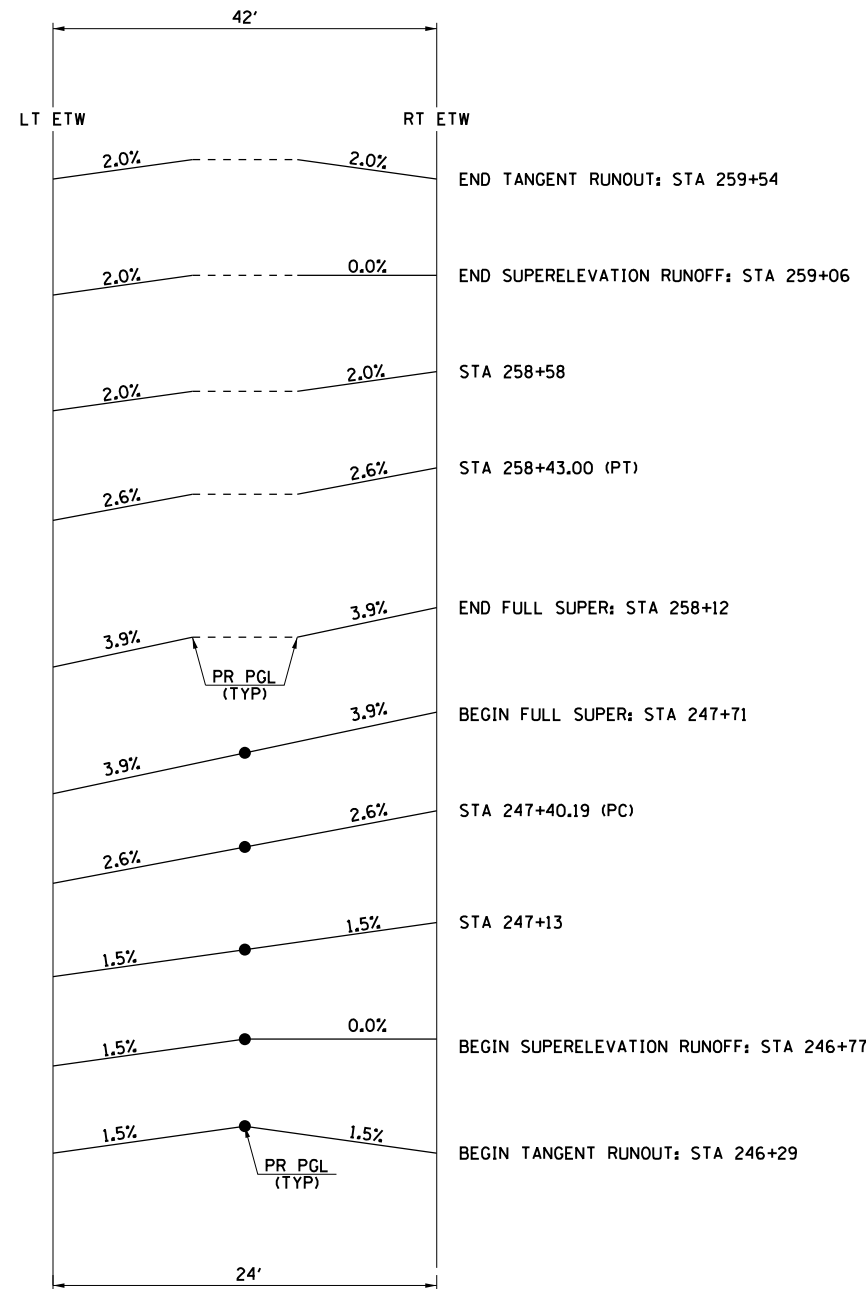 42'
LT ETW RT ETW
2.0% 2.0%
END TANGENT RUNOUT: STA 259+54
2.0% 0.0%
END SUPERELEVATION RUNOFF: STA 259+06
2.0% 2.0%
STA 258+58
2.6% 2.6%
STA 258+43.00 (PT)
3.9% 3.9%
END FULL SUPER: STA 258+12
PR PGL
(TYP)
3.9% 3.9%
BEGIN FULL SUPER: STA 247+71
2.6% 2.6%
STA 247+40.19 (PC)
1.5% 1.5%
STA 247+13
1.5% 0.0%
BEGIN SUPERELEVATION RUNOFF: STA 246+77
1.5% 1.5%
BEGIN TANGENT RUNOUT: STA 246+29
PR PGL
(TYP)
24'